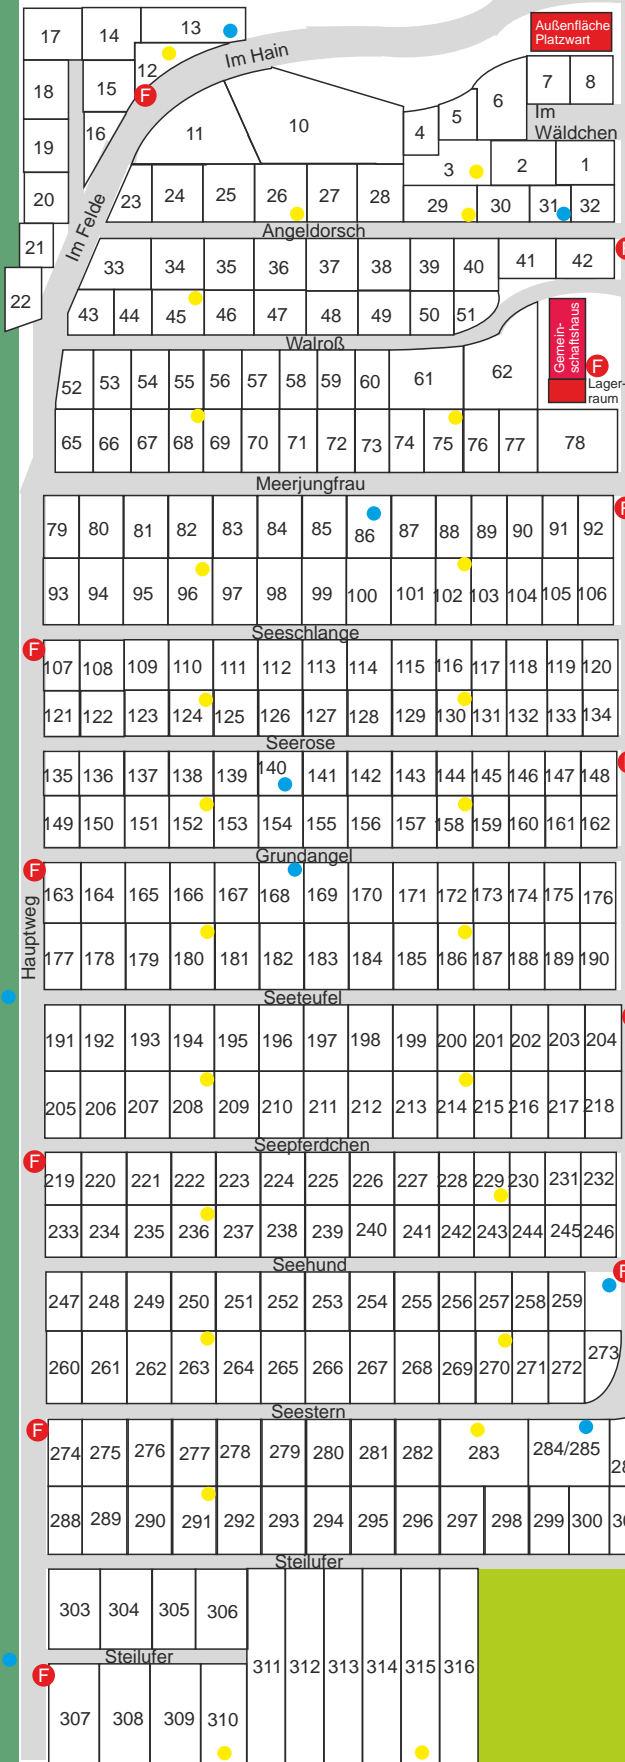 17 14 13
Außenfläche
Platzwart
Im Hain
12
18 15
F
7 8
6
5
Im
Wäldchen
16 11 10 4
19
3 2 1
20 23 24 25 26 27 28 29 30 31 32
Im Felde
Angeldorsch
21
33 34 35 36 37 38 39 40 41 42
22
43 44 45 46 47 48 49 50 51
Gemein-
schaftshaus
Walroß
F
Lager-
raum
52 53 54 55 56 57 58 59 60 61 62
65 66 67 68 69 70 71 72 73 74 75 76 77 78
Meerjungfrau
79 80 81 82 83 84 85 86 87 88 89 90 91 92
F
93 94 95 96 97 98 99 100 101 102 103 104 105 106
Seeschlange
F
107 108 109 110 111 112 113 114 115 116 117 118 119 120
121 122 123 124 125 126 127 128 129 130 131 132 133 134
Seerose
135 136 137 138 139 140 141 142 143 144 145 146 147 148
149 150 151 152 153 154 155 156 157 158 159 160 161 162
Grundangel
F
163 164 165 166 167 168 169 170 171 172 173 174 175 176
Hauptweg
177 178 179 180 181 182 183 184 185 186 187 188 189 190
Seeteufel
191 192 193 194 195 196 197 198 199 200 201 202 203 204
205 206 207 208 209 210 211 212 213 214 215 216 217 218
Seepferdchen
F
219 220 221 222 223 224 225 226 227 228 229 230 231 232
233 234 235 236 237 238 239 240 241 242 243 244 245 246
Seehund
F
247 248 249 250 251 252 253 254 255 256 257 258 259
260 261 262 263 264 265 266 267 268 269 270 271 272 273
Seestern
F
274 275 276 277 278 279 280 281 282 283 284/285
288 289 290 291 292 293 294 295 296 297 298 299 300
Steilufer
303 304 305 306
Steilufer
F
311 312 313 314 315 316
307 308 309 310